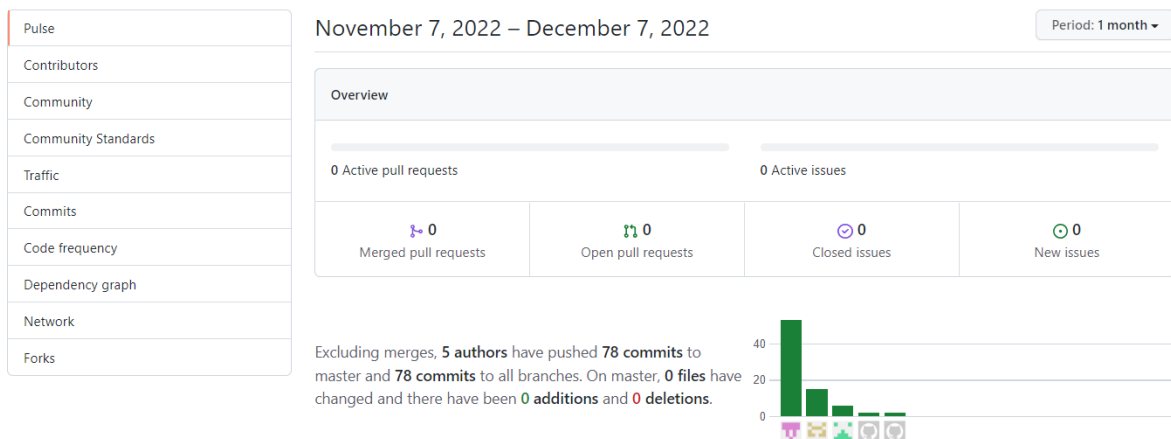 Pulse
Contributors
Community
Community Standards
Traffic
Commits
Code frequency
Dependency graph
Network
Forks
November 7, 2022 – December 7, 2022
Period: 1 month
Overview
0 Active pull requests
0 Active issues
0
Merged pull requests
0
Open pull requests
0
Closed issues
0
New issues
Excluding merges, 5 authors have pushed 78 commits to
master and 78 commits to all branches. On master, 0 files have
changed and there have been 0 additions and 0 deletions.
40
20
0